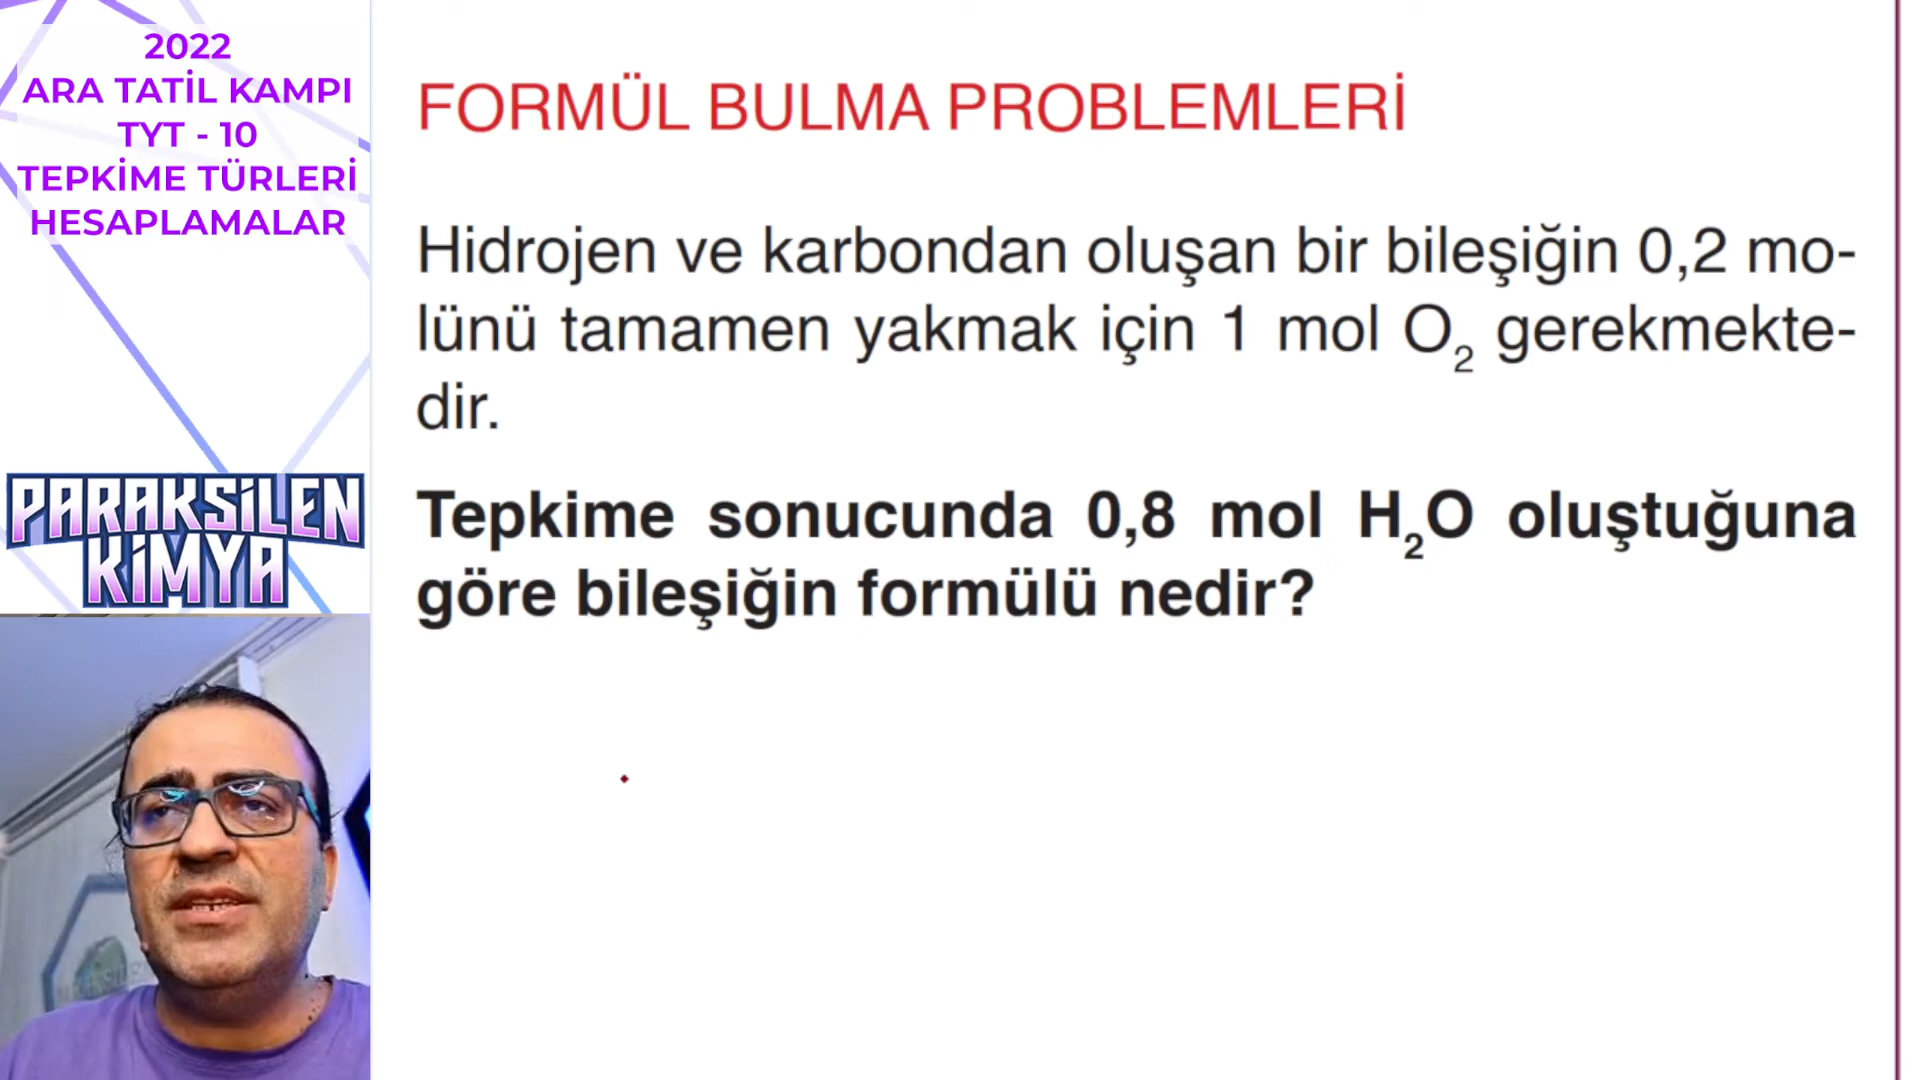 2022
ARA TATİL KAMPI
TYT - 10
TEPKİME TÜRLERİ
HESAPLAMALAR
PARAKSİLEN
KİMYA
FORMÜL BULMA PROBLEMLERİ
Hidrojen ve karbondan oluşan bir bileşiğin 0,2 mo-
lünü tamamen yakmak için 1 mol O₂ gerekmekte-
dir.
Tepkime sonucunda 0,8 mol H₂O oluştuğuna
göre bileşiğin formülü nedir?